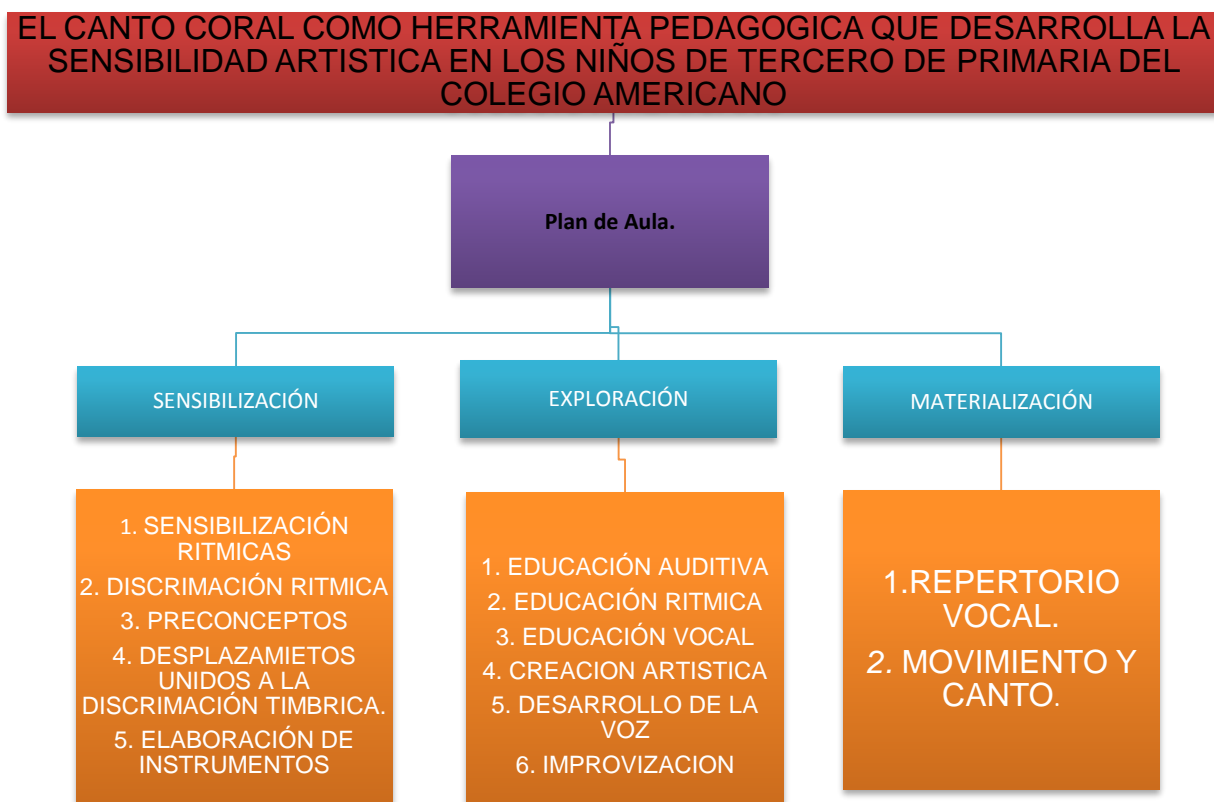 EL CANTO CORAL COMO HERRAMIENTA PEDAGOGICA QUE DESARROLLA LA
SENSIBILIDAD ARTISTICA EN LOS NIÑOS DE TERCERO DE PRIMARIA DEL
COLEGIO AMERICANO
Plan de Aula.
SENSIBILIZACIÓN
1. SENSIBILIZACIÓN
RITMICAS
2. DISCRIMACIÓN RITMICA
3. PRECONCEPTOS
4. DESPLAZAMIETOS
UNIDOS A LA
DISCRIMACIÓN TIMBRICA.
5. ELABORACIÓN DE
INSTRUMENTOS
EXPLORACIÓN
1. EDUCACIÓN AUDITIVA
2. EDUCACIÓN RITMICA
3. EDUCACIÓN VOCAL
4. CREACION ARTISTICA
5. DESARROLLO DE LA
VOZ
6. IMPROVIZACION
MATERIALIZACIÓN
1.REPERTORIO
VOCAL.
2. MOVIMIENTO Y
CANTO.